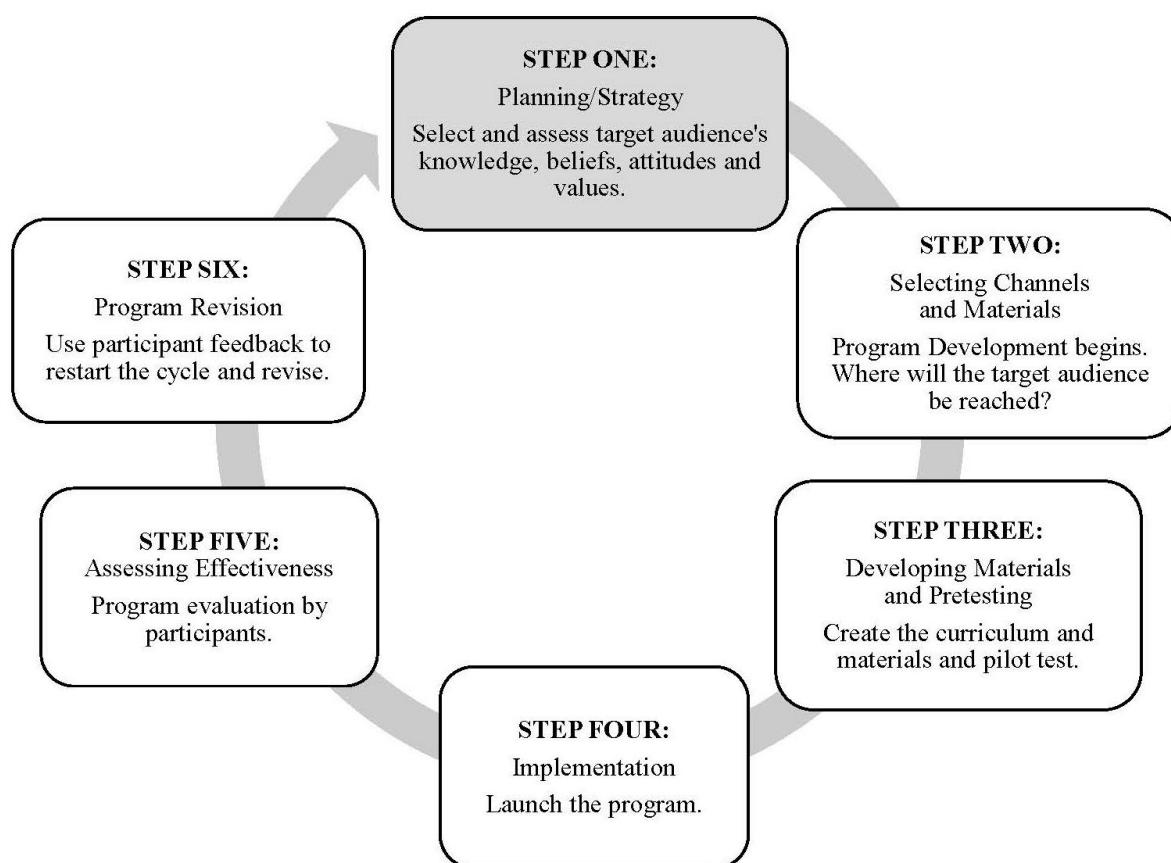 STEP ONE:
Planning/Strategy
Select and assess target audience's
knowledge, beliefs, attitudes and
values.
STEP TWO:
Selecting Channels
and Materials
Program Development begins.
Where will the target audience
be reached?
STEP THREE:
Developing Materials
and Pretesting
Create the curriculum and
materials and pilot test.
STEP FOUR:
Implementation
Launch the program.
STEP FIVE:
Assessing Effectiveness
Program evaluation by
participants.
STEP SIX:
Program Revision
Use participant feedback to
restart the cycle and revise.